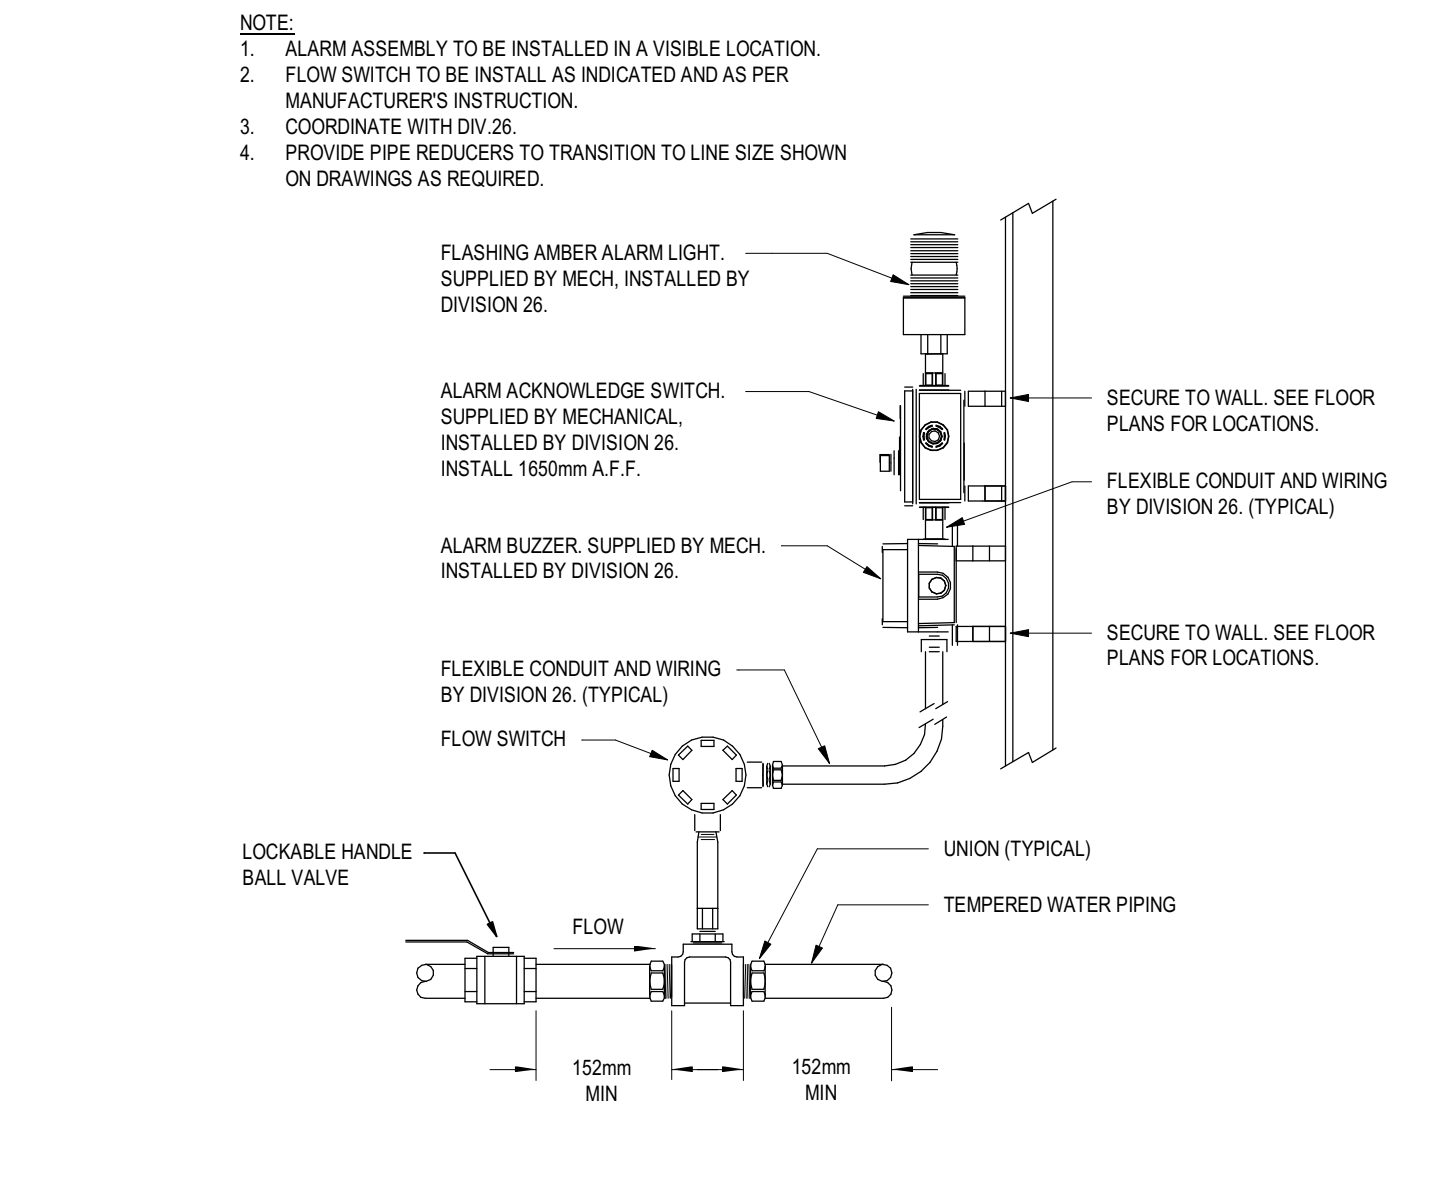 NOTE:
1. ALARM ASSEMBLY TO BE INSTALLED IN A VISIBLE LOCATION.
2. FLOW SWITCH TO BE INSTALL AS INDICATED AND AS PER
MANUFACTURER'S INSTRUCTION.
3. COORDINATE WITH DIV.26.
4. PROVIDE PIPE REDUCERS TO TRANSITION TO LINE SIZE SHOWN
ON DRAWINGS AS REQUIRED.
FLASHING AMBER ALARM LIGHT.
SUPPLIED BY MECH, INSTALLED BY
DIVISION 26.
ALARM ACKNOWLEDGE SWITCH.
SUPPLIED BY MECHANICAL,
INSTALLED BY DIVISION 26.
INSTALL 1650mm A.F.F.
SECURE TO WALL. SEE FLOOR
PLANS FOR LOCATIONS.
FLEXIBLE CONDUIT AND WIRING
BY DIVISION 26. (TYPICAL)
ALARM BUZZER. SUPPLIED BY MECH.
INSTALLED BY DIVISION 26.
SECURE TO WALL. SEE FLOOR
PLANS FOR LOCATIONS.
FLEXIBLE CONDUIT AND WIRING
BY DIVISION 26. (TYPICAL)
FLOW SWITCH
LOCKABLE HANDLE
BALL VALVE
UNION (TYPICAL)
TEMPERED WATER PIPING
FLOW
152mm
MIN
152mm
MIN